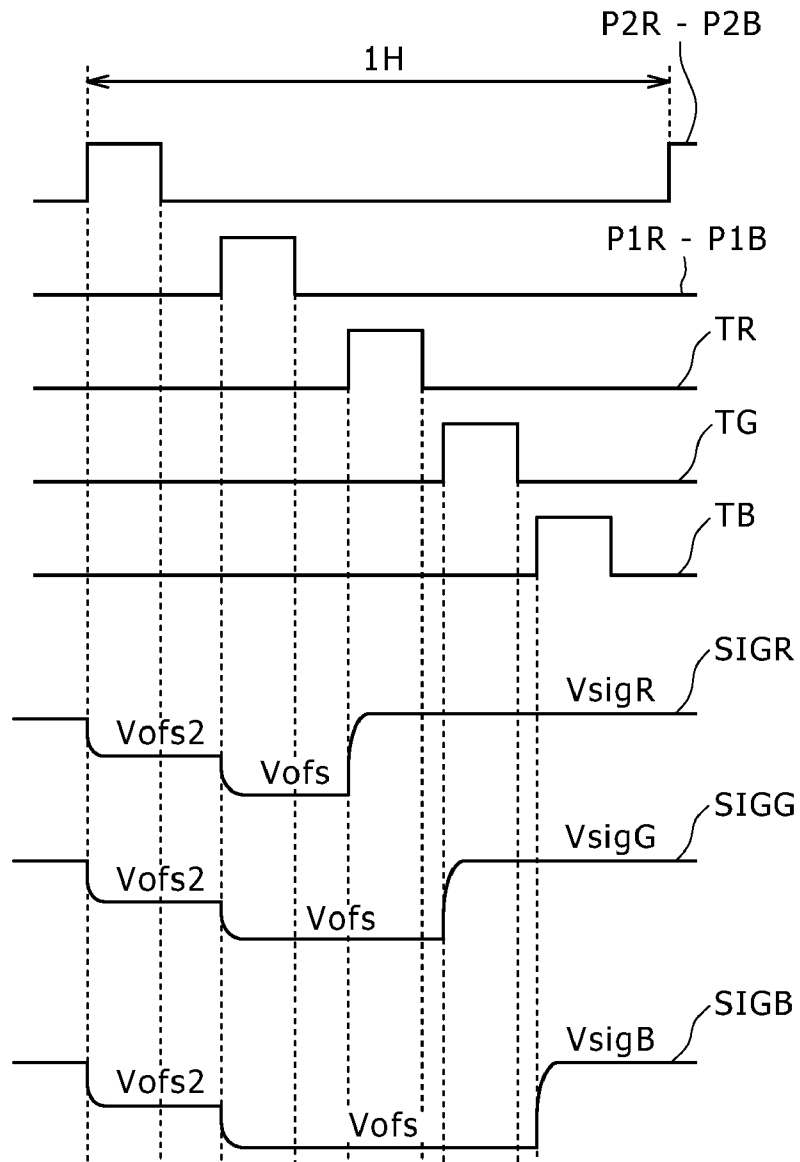 P2R - P2B
1H
P1R - P1B
TR
TG
TB
SIGR
VsigR
Vofs2
Vofs
SIGG
VsigG
Vofs2
Vofs
SIGB
VsigB
Vofs2
Vofs